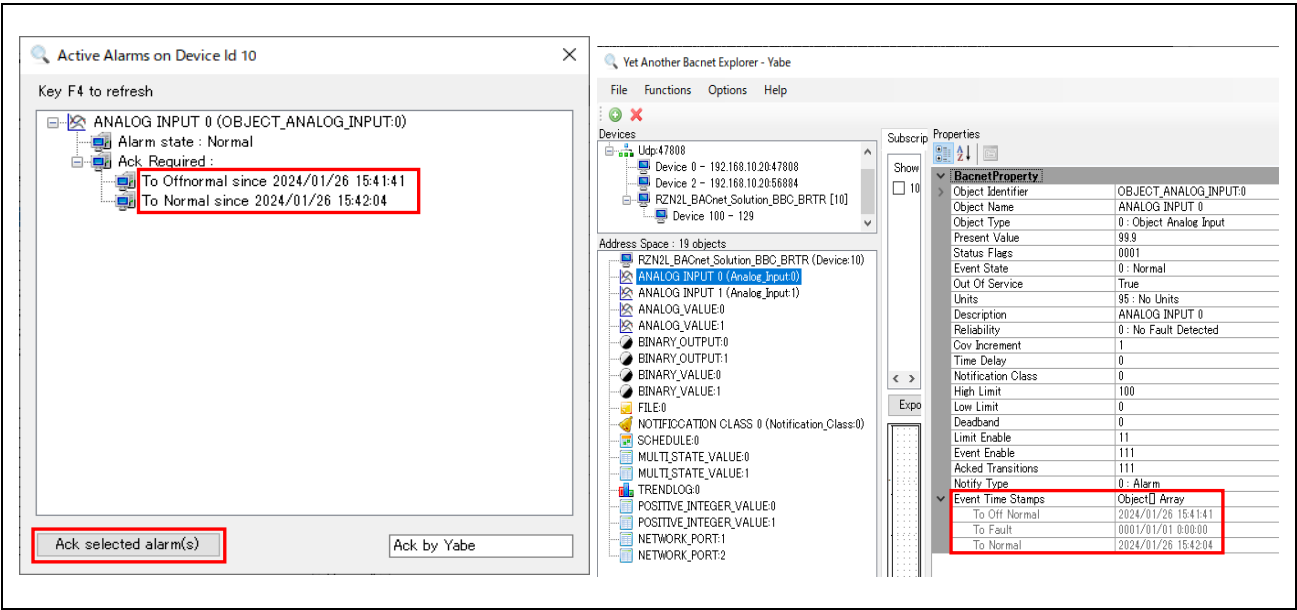 Active Alarms on Device Id 10
Key F4 to refresh
ANALOG INPUT 0 (OBJECT_ANALOG_INPUT:0)
Alarm state : Normal
Ack Required :
To Offnormal since 2024/01/26 15:41:41
To Normal since 2024/01/26 15:42:04
Ack selected alarm(s)
Ack by Yabe
Yet Another Bacnet Explorer - Yabe
File Functions Options Help
Devices
Udp:47808
Device 0 - 192.168.10.20:47808
Device 2 - 192.168.10.20:56884
RZN2L_BACnet_Solution_BBC_BRTR [10]
Device 100 - 129
Address Space : 19 objects
RZN2L_BACnet_Solution_BBC_BRTR (Device:10)
ANALOG INPUT 0 (Analog_Input:0)
ANALOG INPUT 1 (Analog_Input:1)
ANALOG_VALUE:0
ANALOG_VALUE:1
BINARY_OUTPUT:0
BINARY_OUTPUT:1
BINARY_VALUE:0
BINARY_VALUE:1
FILE:0
NOTIFICCATION CLASS 0 (Notification_Class:0)
SCHEDULE:0
MULTI_STATE_VALUE:0
MULTI_STATE_VALUE:1
TRENDLOG:0
POSITIVE_INTEGER_VALUE:0
POSITIVE_INTEGER_VALUE:1
NETWORK_PORT:1
NETWORK_PORT:2
Subscrip
Show
10
Expo
Properties
BacnetProperty
Object Identifier OBJECT_ANALOG_INPUT:0
Object Name ANALOG INPUT 0
Object Type 0 : Object Analog Input
Present Value 99.9
Status Flags 0001
Event State 0 : Normal
Out Of Service True
Units 95 : No Units
Description ANALOG INPUT 0
Reliability 0 : No Fault Detected
Cov Increment 1
Time Delay 0
Notification Class 0
High Limit 100
Low Limit 0
Deadband 0
Limit Enable 11
Event Enable 111
Acked Transitions 111
Notify Type 0 : Alarm
Event Time Stamps Object[] Array
To Off Normal 2024/01/26 15:41:41
To Fault 0001/01/01 0:00:00
To Normal 2024/01/26 15:42:04